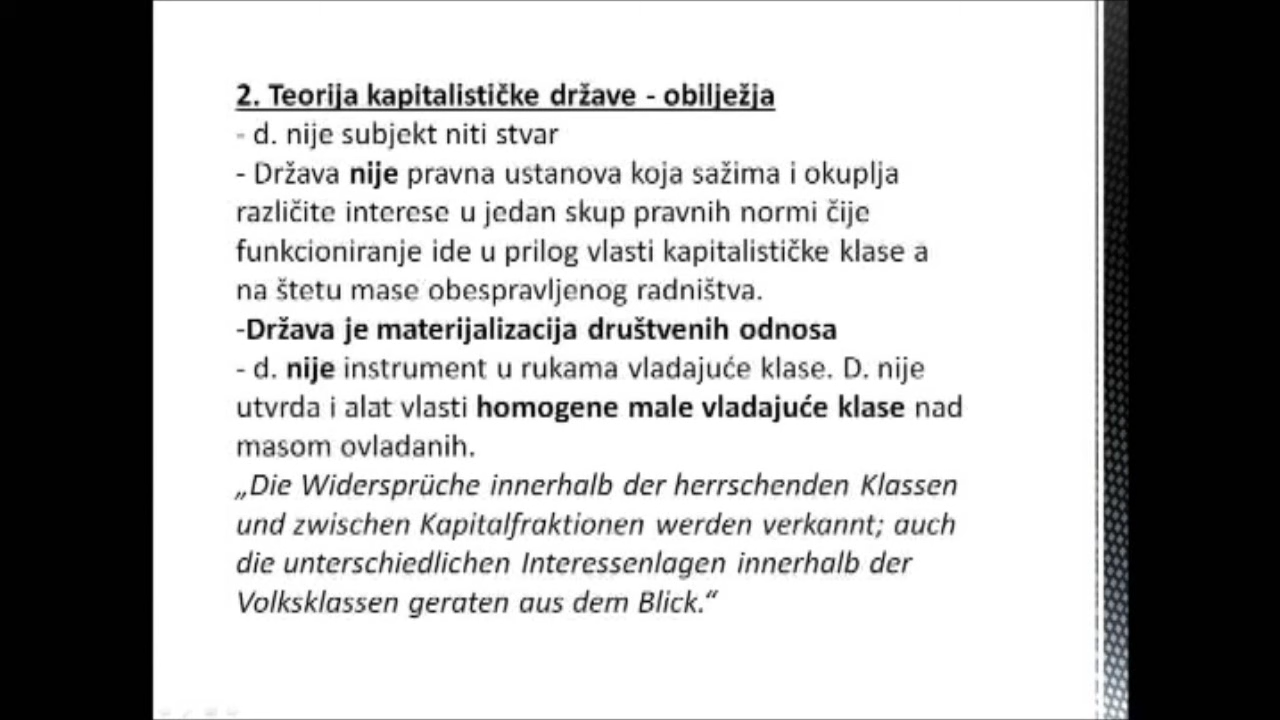 2. Teorija kapitalističke države - obilježja
- d. nije subjekt niti stvar
- Država nije pravna ustanova koja sažima i okuplja
različite interese u jedan skup pravnih normi čije
funkcioniranje ide u prilog vlasti kapitalističke klase a
na štetu mase obespravljenog radništva.
-Država je materijalizacija društvenih odnosa
- d. nije instrument u rukama vladajuće klase. D. nije
utvrda i alat vlasti homogene male vladajuće klase nad
masom ovladanih.
„Die Widersprüche innerhalb der herrschenden Klassen
und zwischen Kapitalfraktionen werden verkannt; auch
die unterschiedlichen Interessenlagen innerhalb der
Volksklassen geraten aus dem Blick.“